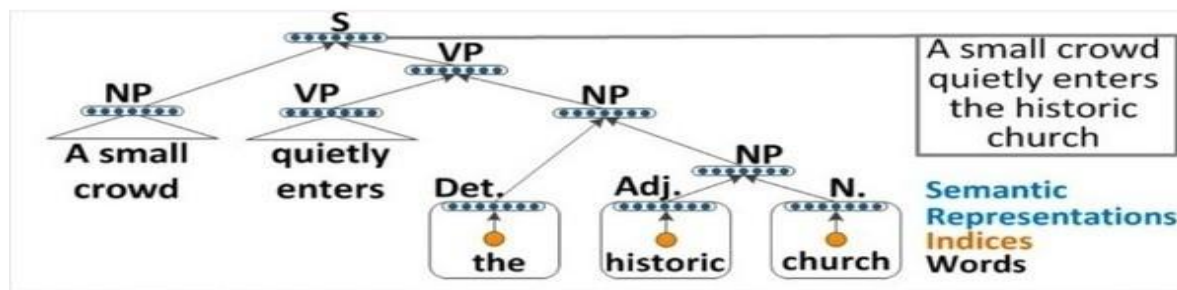 S
VP
NP
VP
NP
A small
crowd
quietly
enters
NP
Det.
Adj.
N.
the
historic
church
A small crowd
quietly enters
the historic
church
Semantic
Representations
Indices
Words